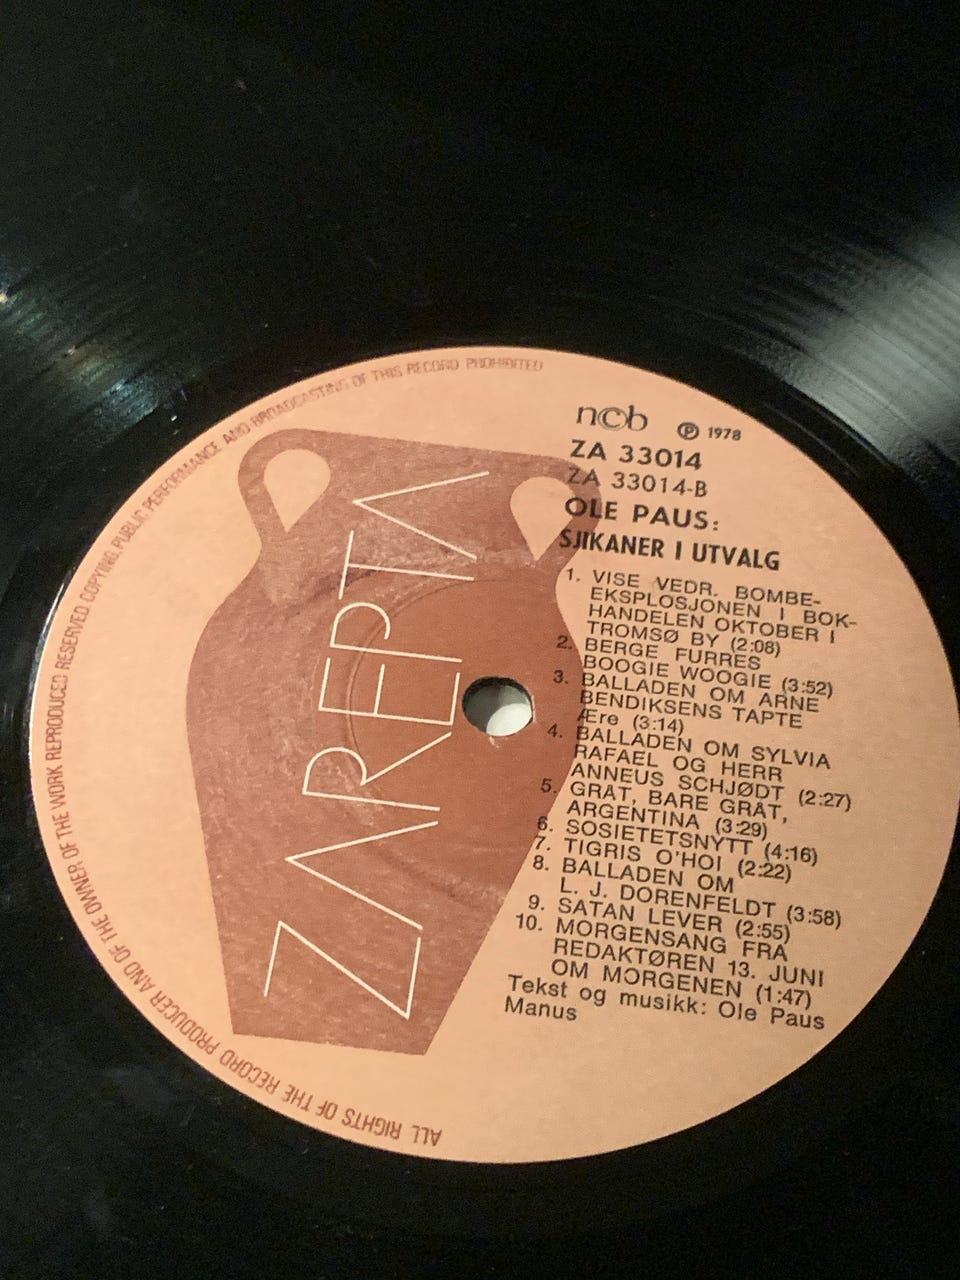 ncb ℗ 1978
ZA 33014
ZA 33014-B
OLE PAUS:
SJIKANER I UTVALG
1. VISE VEDR. BOMBE-
EKSPLOSJONEN I BOK-
HANDELEN OKTOBER I
TROMSØ BY (2:08)
2. BERGE FURRES
BOOGIE WOOGIE (3:52)
3. BALLADEN OM ARNE
BENDIKSENS TAPTE
Ære (3:14)
4. BALLADEN OM SYLVIA
RAFAEL OG HERR
ANNEUS SCHJØDT (2:27)
5. GRÅT, BARE GRÅT,
ARGENTINA (3:29)
6. SOSIETETSNYTT (4:16)
7. TIGRIS O'HOI (2:22)
8. BALLADEN OM
L. J. DORENFELDT (3:58)
9. SATAN LEVER (2:55)
10. MORGENSANG FRA
REDAKTØREN 13. JUNI
OM MORGENEN (1:47)
Tekst og musikk: Ole Paus
Manus
ZAREPTA
ALL RIGHTS OF THE RECORD PRODUCER AND OF THE OWNER OF THE WORK REPRODUCED RESERVED. COPYING, PUBLIC PERFORMANCE AND BROADCASTING OF THIS RECORD PROHIBITED